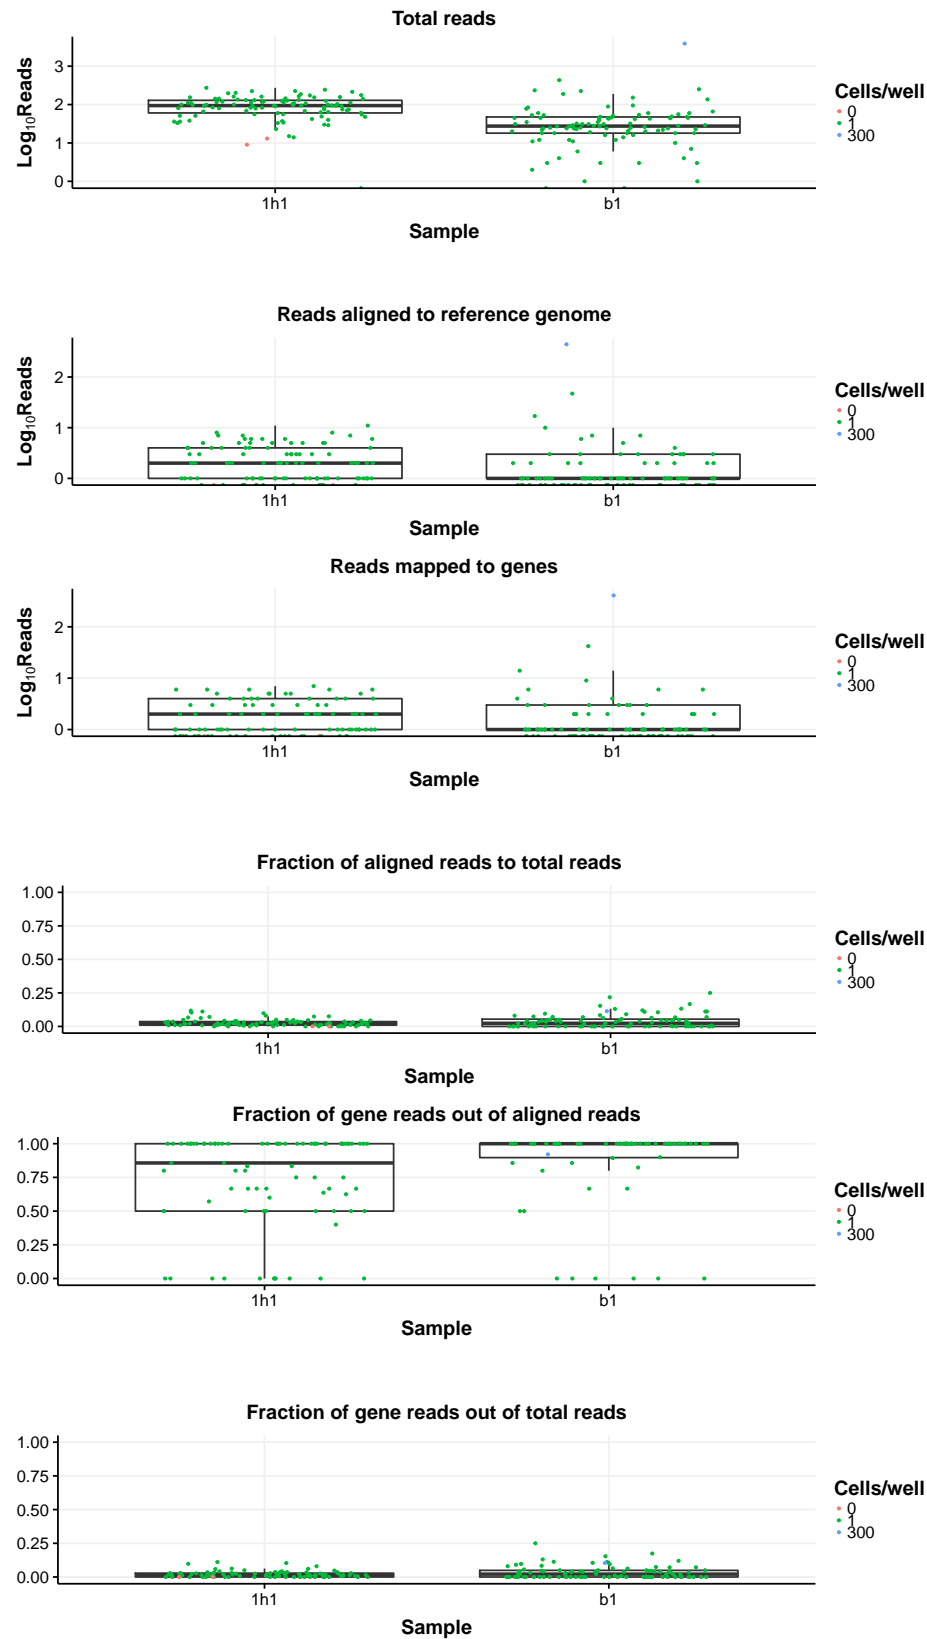 Total reads
Log₁₀Reads
3
2
1
0
1h1
b1
Sample
Cells/well
0
1
300
Reads aligned to reference genome
Log₁₀Reads
2
1
0
1h1
b1
Sample
Cells/well
0
1
300
Reads mapped to genes
Log₁₀Reads
2
1
0
1h1
b1
Sample
Cells/well
0
1
300
Fraction of aligned reads to total reads
1.00
0.75
0.50
0.25
0.00
1h1
b1
Sample
Cells/well
0
1
300
Fraction of gene reads out of aligned reads
1.00
0.75
0.50
0.25
0.00
1h1
b1
Sample
Cells/well
0
1
300
Fraction of gene reads out of total reads
1.00
0.75
0.50
0.25
0.00
1h1
b1
Sample
Cells/well
0
1
300